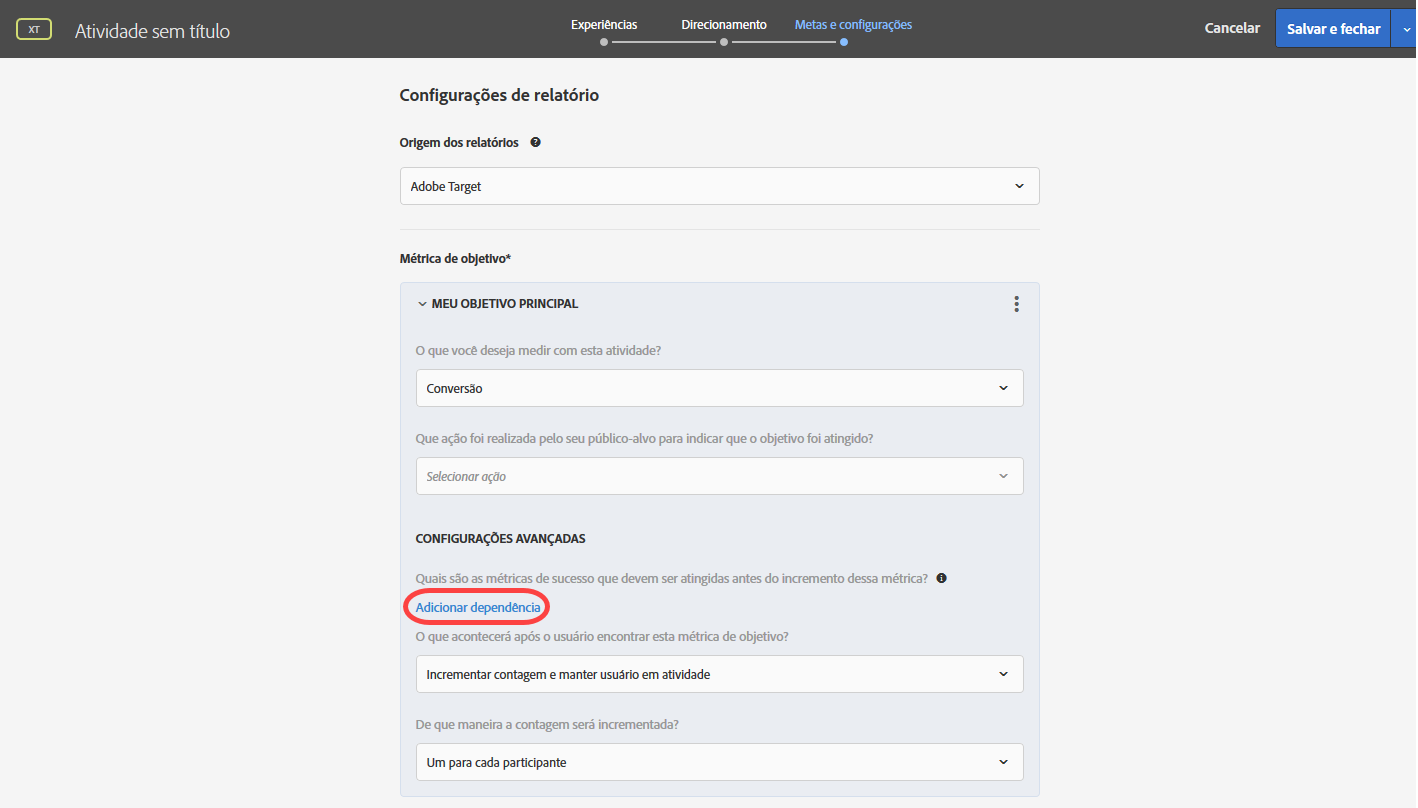 XT
Atividade sem título
Experiências
Direcionamento
Metas e configurações
Cancelar
Salvar e fechar
Configurações de relatório
Origem dos relatórios
Adobe Target
Métrica de objetivo*
MEU OBJETIVO PRINCIPAL
O que você deseja medir com esta atividade?
Conversão
Que ação foi realizada pelo seu público-alvo para indicar que o objetivo foi atingido?
Selecionar ação
CONFIGURAÇÕES AVANÇADAS
Quais são as métricas de sucesso que devem ser atingidas antes do incremento dessa métrica?
Adicionar dependência
O que acontecerá após o usuário encontrar esta métrica de objetivo?
Incrementar contagem e manter usuário em atividade
De que maneira a contagem será incrementada?
Um para cada participante